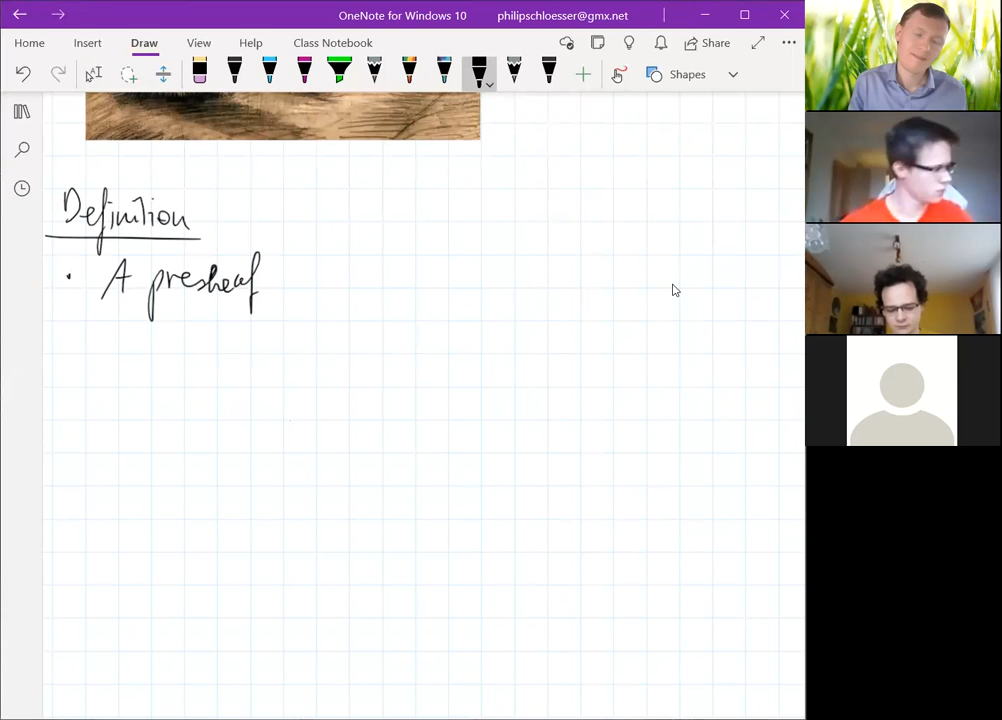 OneNote for Windows 10 philipschloesser@gmx.net
Home Insert Draw View Help Class Notebook Share
Shapes
Definition
• A presheaf